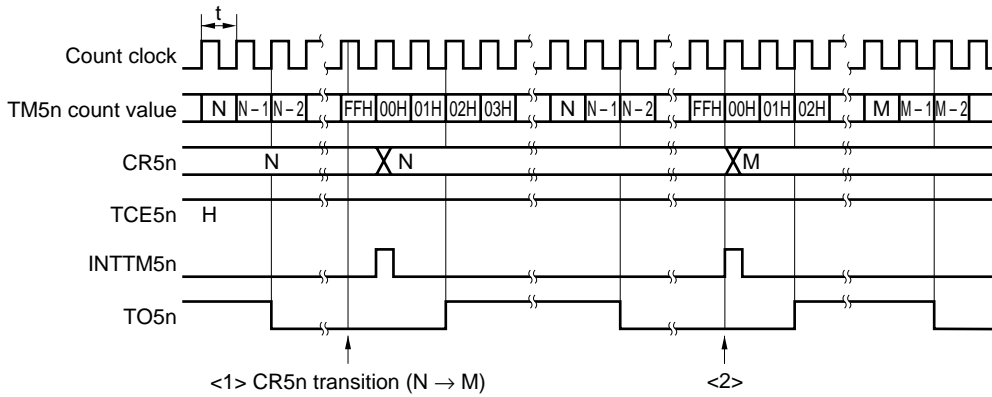 t
Count clock
TM5n count value N N – 1 N – 2 FFH 00H 01H 02H 03H N N – 1 N – 2 FFH 00H 01H 02H M M – 1 M – 2
CR5n N N M
TCE5n H
INTTM5n
TO5n
<1> CR5n transition (N → M) <2>